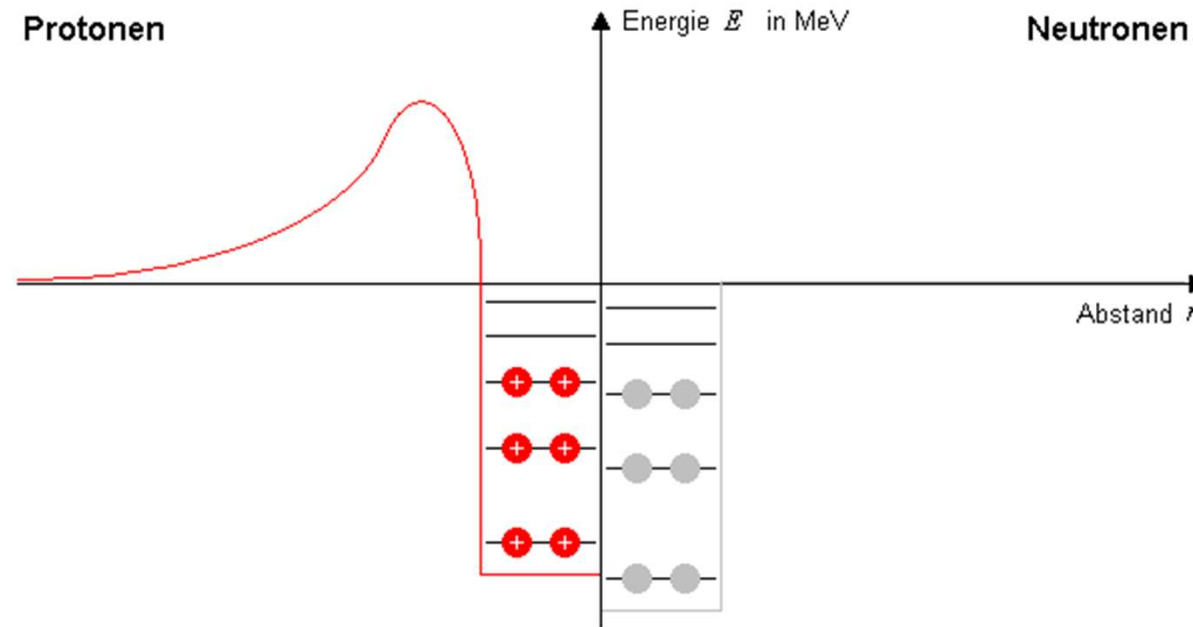 Protonen
Energie E in MeV
Neutronen
Abstand r
+ +
+ +
+ +